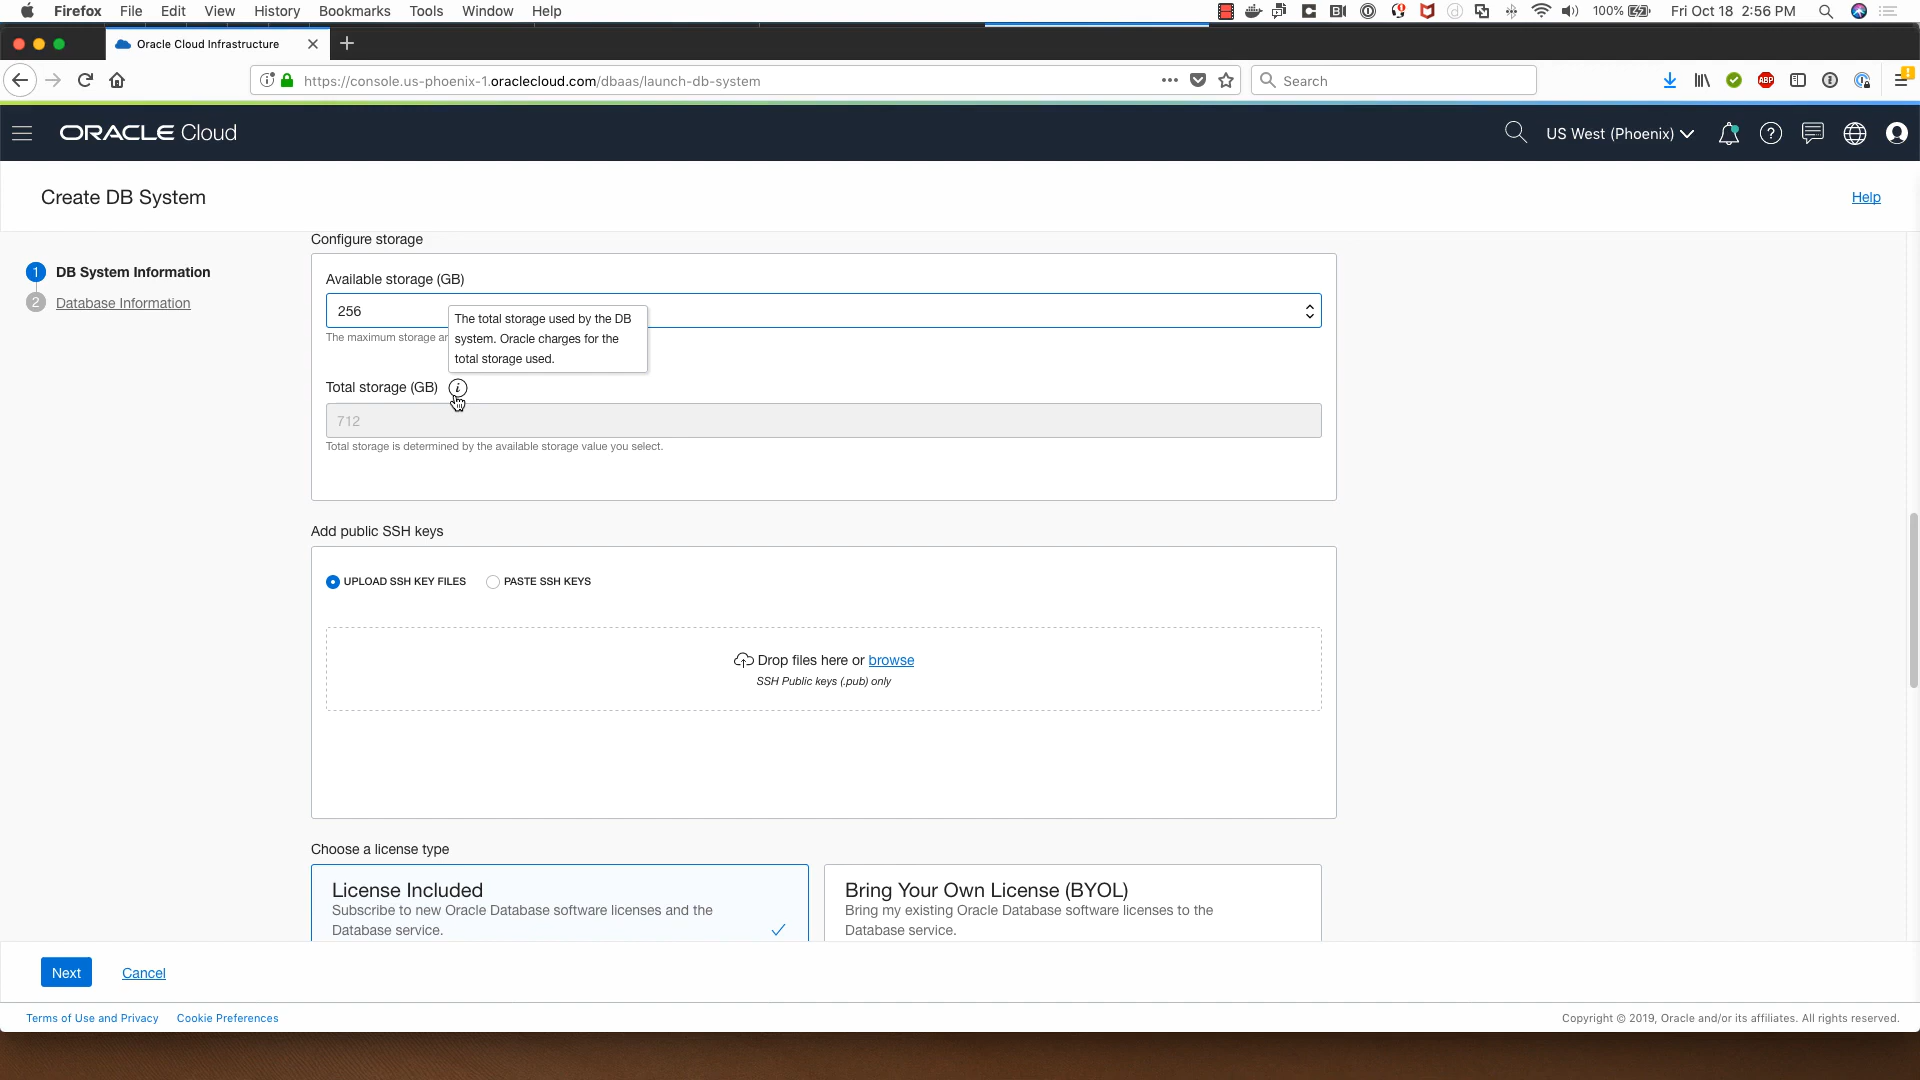 Firefox File Edit View History Bookmarks Tools Window Help 100% Fri Oct 18 2:56 PM
Oracle Cloud Infrastructure
https://console.us-phoenix-1.oraclecloud.com/dbaas/launch-db-system Search ABP
ORACLE Cloud US West (Phoenix)
Create DB System Help
1 DB System Information
2 Database Information
Configure storage
Available storage (GB)
256
The maximum storage
The total storage used by the DB
system. Oracle charges for the
total storage used.
Total storage (GB) i
712
Total storage is determined by the available storage value you select.
Add public SSH keys
UPLOAD SSH KEY FILES PASTE SSH KEYS
Drop files here or browse
SSH Public keys (.pub) only
Choose a license type
License Included
Subscribe to new Oracle Database software licenses and the
Database service.
Bring Your Own License (BYOL)
Bring my existing Oracle Database software licenses to the
Database service.
Next Cancel
Terms of Use and Privacy Cookie Preferences Copyright © 2019, Oracle and/or its affiliates. All rights reserved.